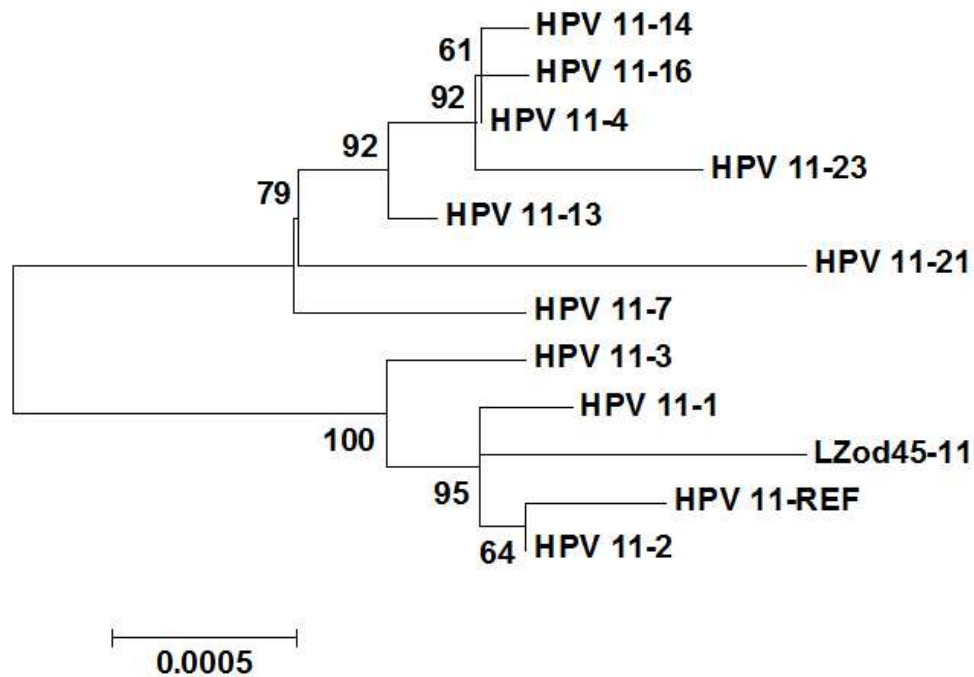 HPV 11-14
61
HPV 11-16
92
HPV 11-4
92
HPV 11-23
79
HPV 11-13
HPV 11-21
HPV 11-7
HPV 11-3
HPV 11-1
100
LZod45-11
95
HPV 11-REF
64
HPV 11-2
0.0005